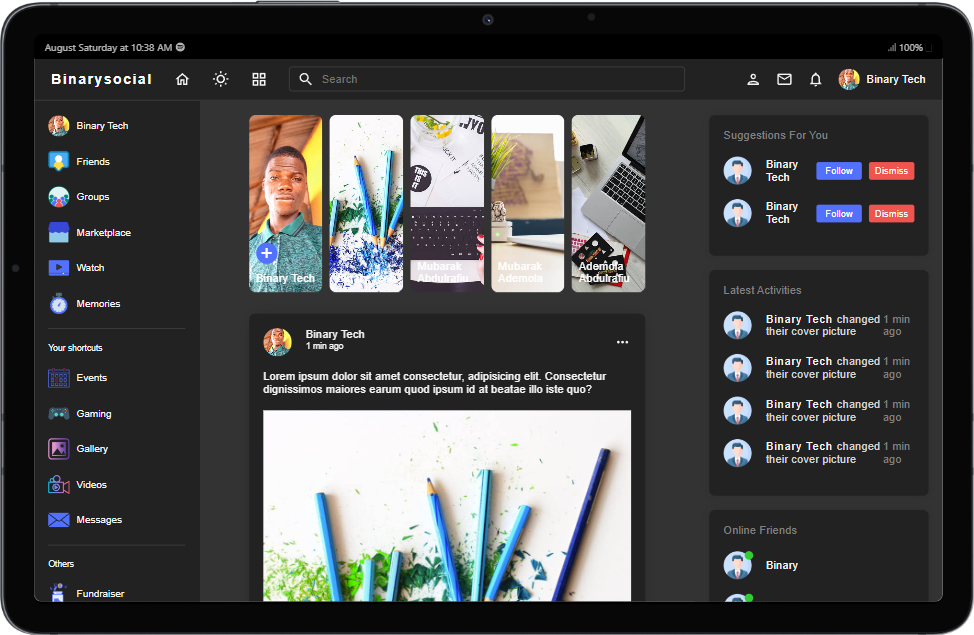 August Saturday at 10:38 AM
100%
Binarysocial
Search
Binary Tech
Binary Tech
Friends
Groups
Marketplace
Watch
Memories
Your shortcuts
Events
Gaming
Gallery
Videos
Messages
Others
Fundraiser
THIS
IS IT
Binary Tech
Mubarak
Abdulrafiu
Mubarak
Ademola
Ademola
Abdulrafiu
Binary Tech
1 min ago
Lorem ipsum dolor sit amet consectetur, adipisicing elit. Consectetur
dignissimos maiores earum quod ipsum id at beatae illo iste quo?
Suggestions For You
Binary
Tech
Follow
Dismiss
Binary
Tech
Follow
Dismiss
Latest Activities
Binary Tech changed 1 min
their cover picture ago
Binary Tech changed 1 min
their cover picture ago
Binary Tech changed 1 min
their cover picture ago
Binary Tech changed 1 min
their cover picture ago
Online Friends
Binary